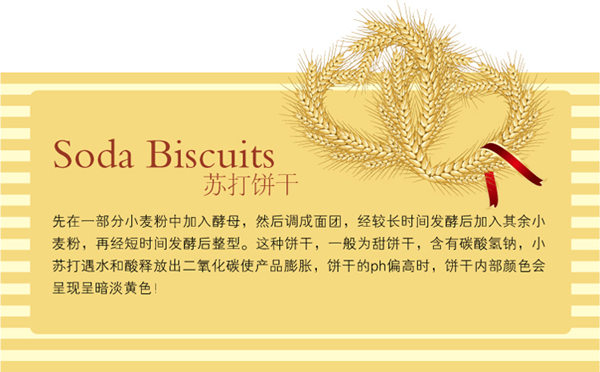 Soda Biscuits
苏打饼干
先在一部分小麦粉中加入酵母，然后调成面团，经较长时间发酵后加入其余小
麦粉，再经短时间发酵后整型。这种饼干，一般为甜饼干，含有碳酸氢钠，小
苏打遇水和酸释放出二氧化碳使产品膨胀，饼干的ph偏高时，饼干内部颜色会
呈现呈暗淡黄色！